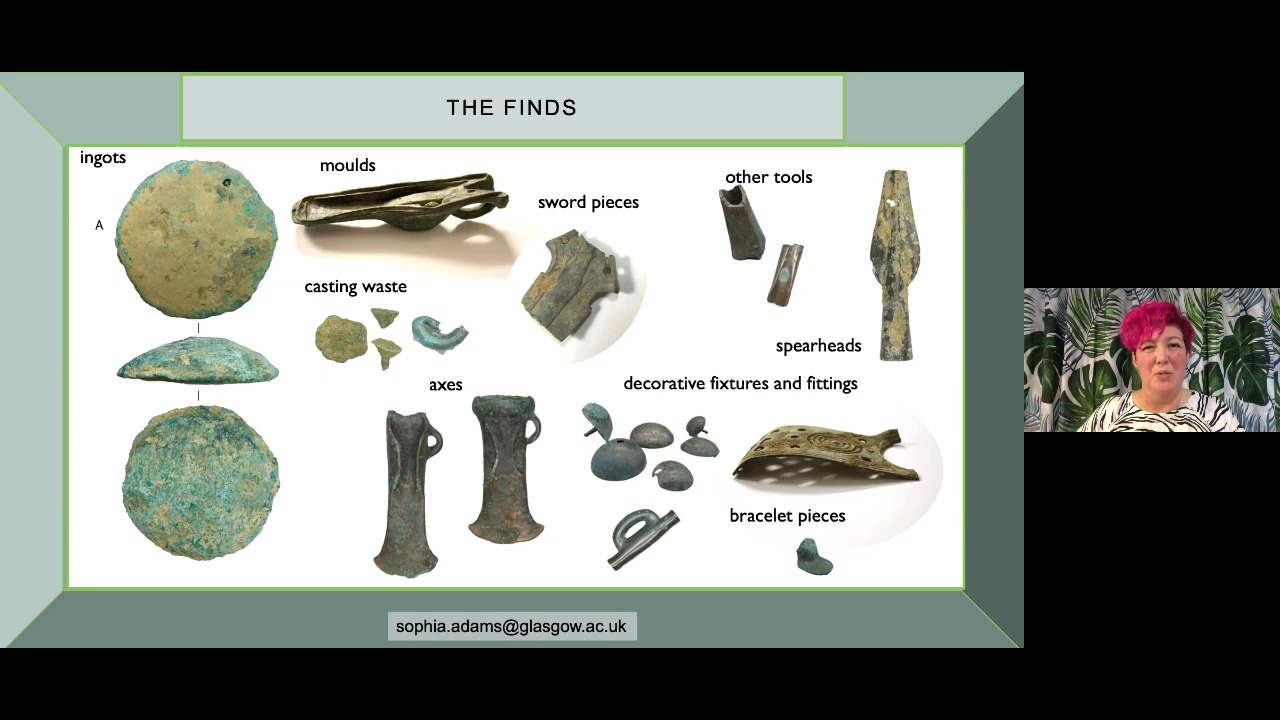 THE FINDS
ingots
moulds
other tools
sword pieces
A
casting waste
spearheads
axes
decorative fixtures and fittings
bracelet pieces
sophia.adams@glasgow.ac.uk